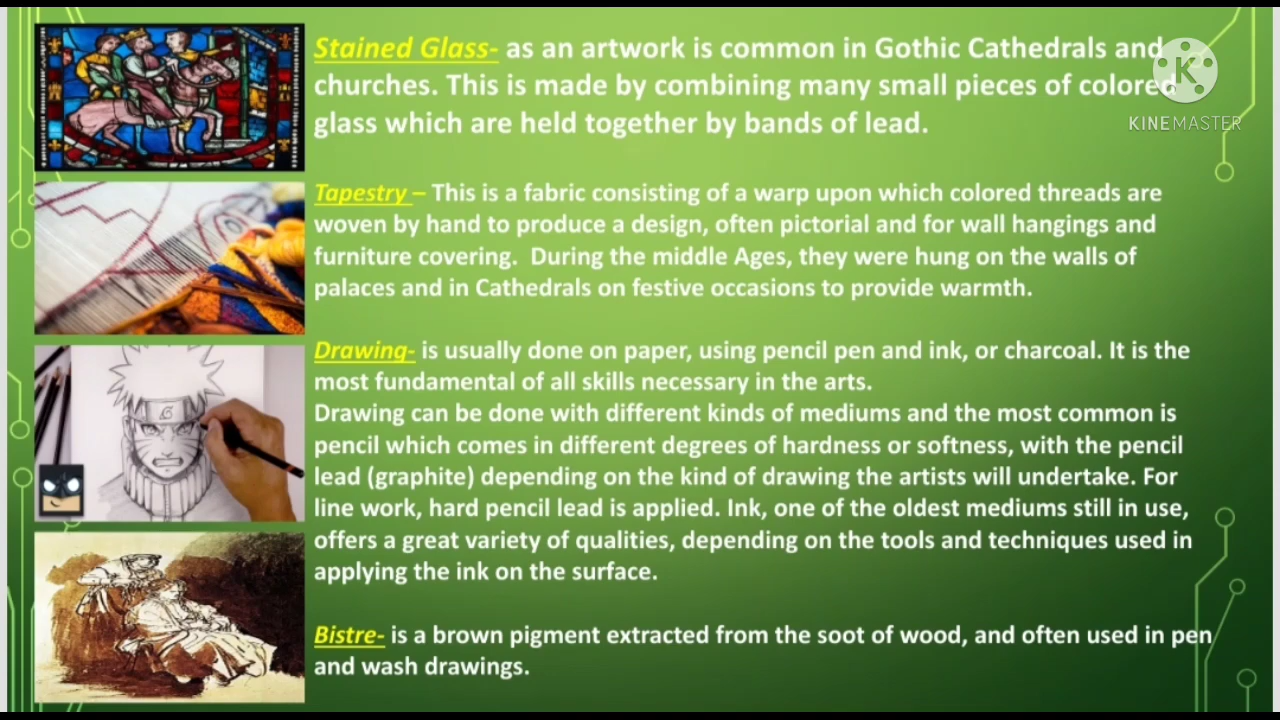 Stained Glass- as an artwork is common in Gothic Cathedrals and
churches. This is made by combining many small pieces of colored
glass which are held together by bands of lead.
K
KINEMASTER
Tapestry – This is a fabric consisting of a warp upon which colored threads are
woven by hand to produce a design, often pictorial and for wall hangings and
furniture covering.  During the middle Ages, they were hung on the walls of
palaces and in Cathedrals on festive occasions to provide warmth.
Drawing- is usually done on paper, using pencil pen and ink, or charcoal. It is the
most fundamental of all skills necessary in the arts.
Drawing can be done with different kinds of mediums and the most common is
pencil which comes in different degrees of hardness or softness, with the pencil
lead (graphite) depending on the kind of drawing the artists will undertake. For
line work, hard pencil lead is applied. Ink, one of the oldest mediums still in use,
offers a great variety of qualities, depending on the tools and techniques used in
applying the ink on the surface.
Bistre- is a brown pigment extracted from the soot of wood, and often used in pen
and wash drawings.